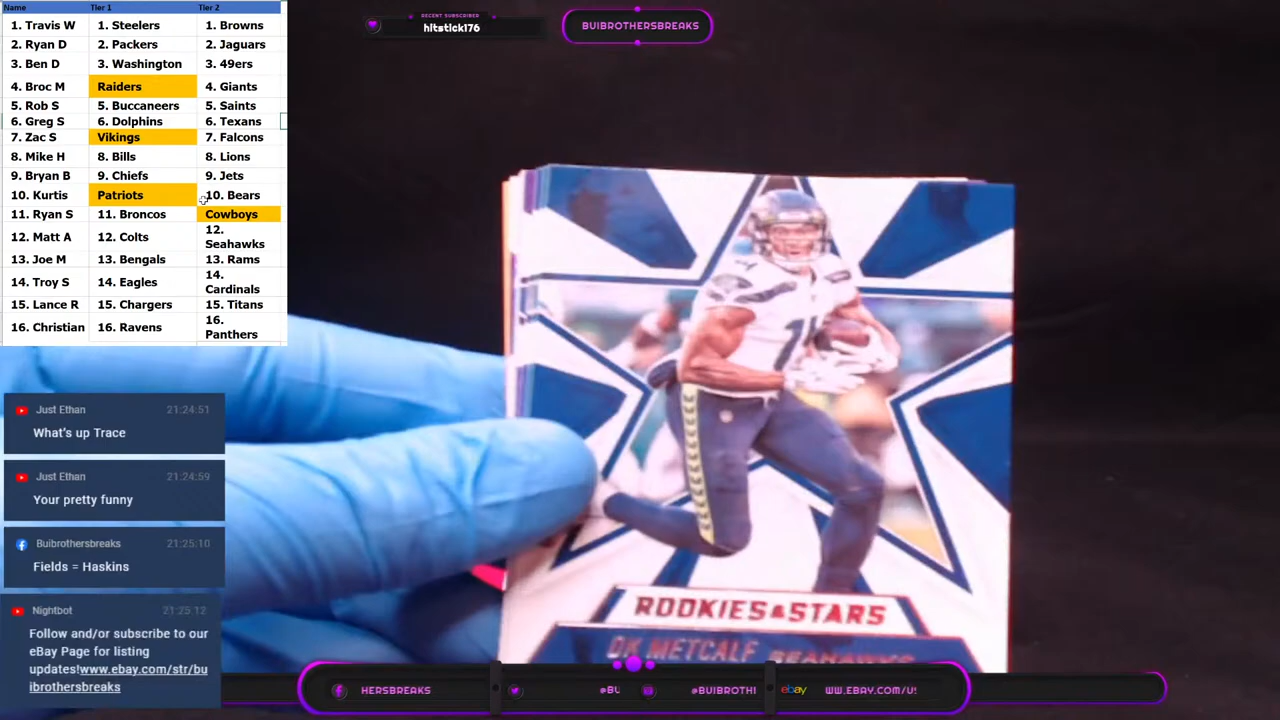 Name Tier 1 Tier 2
1. Travis W 1. Steelers 1. Browns
2. Ryan D 2. Packers 2. Jaguars
3. Ben D 3. Washington 3. 49ers
4. Broc M Raiders 4. Giants
5. Rob S 5. Buccaneers 5. Saints
6. Greg S 6. Dolphins 6. Texans
7. Zac S Vikings 7. Falcons
8. Mike H 8. Bills 8. Lions
9. Bryan B 9. Chiefs 9. Jets
10. Kurtis Patriots 10. Bears
11. Ryan S 11. Broncos Cowboys
12. Matt A 12. Colts 12. Seahawks
13. Joe M 13. Bengals 13. Rams
14. Troy S 14. Eagles 14. Cardinals
15. Lance R 15. Chargers 15. Titans
16. Christian 16. Ravens 16. Panthers
RECENT SUBSCRIBER
hitstick176
BUIBROTHERSBREAKS
Just Ethan 21:24:51
What's up Trace
Just Ethan 21:24:59
Your pretty funny
Buibrothersbreaks 21:25:10
Fields = Haskins
Nightbot 21:25:12
Follow and/or subscribe to our
eBay Page for listing
updates!www.ebay.com/str/bu
ibrothersbreaks
ROOKIES & STARS
DK METCALF SEAHAWKS
HERSBREAKS @BU @BUIBROTHI ebay WW.EBAY.COM/US